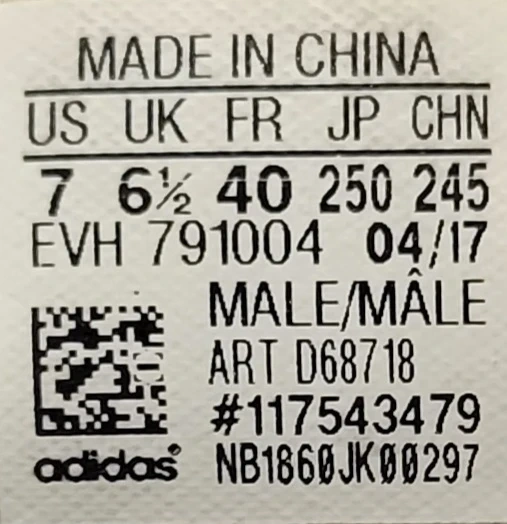 MADE IN CHINA
US UK FR JP CHN
7 6½ 40 250 245
EVH 791004 04/17
MALE/MÂLE
ART D68718
#117543479
adidas® NB1860JK00297